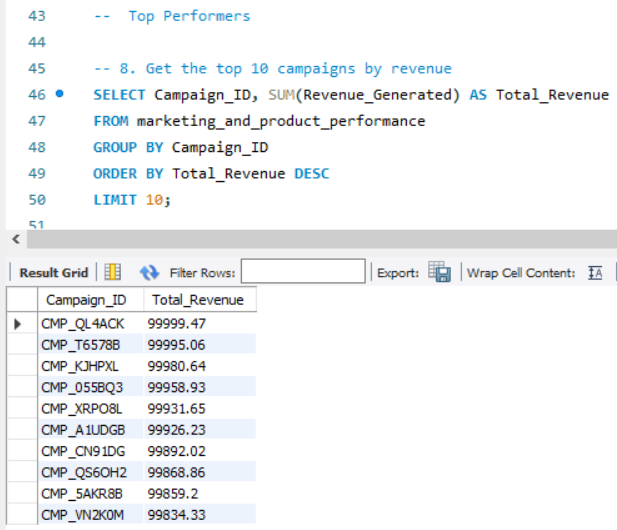 43 -- Top Performers
44
45 -- 8. Get the top 10 campaigns by revenue
46 SELECT Campaign_ID, SUM(Revenue_Generated) AS Total_Revenue
47 FROM marketing_and_product_performance
48 GROUP BY Campaign_ID
49 ORDER BY Total_Revenue DESC
50 LIMIT 10;
51
Result Grid Filter Rows: Export: Wrap Cell Content:
Campaign_ID Total_Revenue
CMP_QL4ACK 99999.47
CMP_T6578B 99995.06
CMP_KJHPXL 99980.64
CMP_055BQ3 99958.93
CMP_XRPO8L 99931.65
CMP_A1UDGB 99926.23
CMP_CN91DG 99892.02
CMP_QS6OH2 99868.86
CMP_5AKR8B 99859.2
CMP_VN2K0M 99834.33